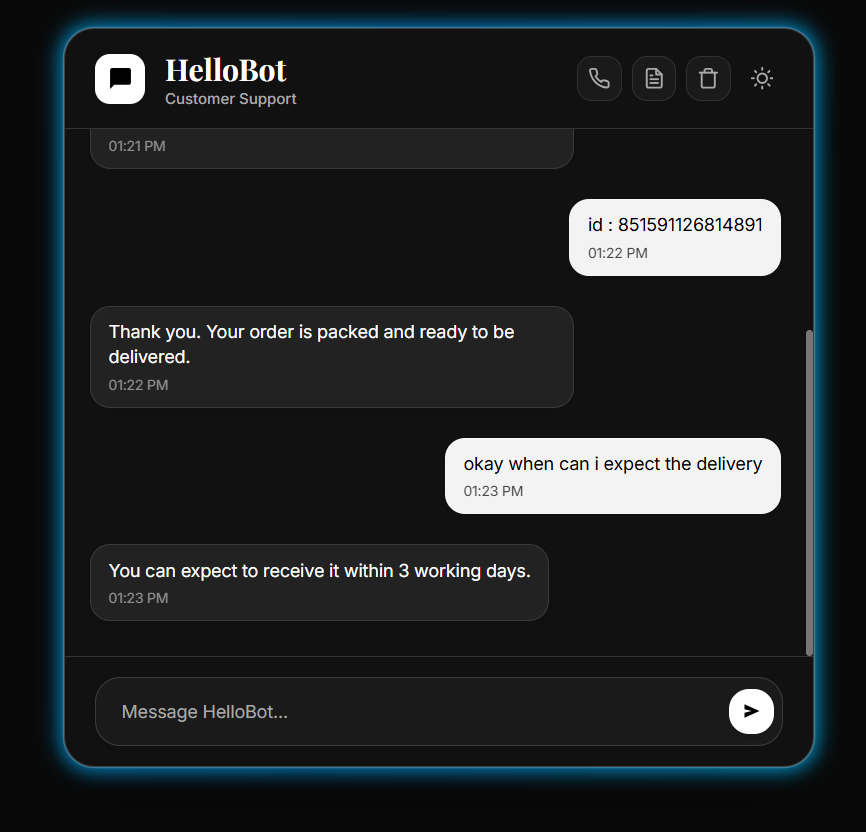 HelloBot
Customer Support
01:21 PM
id : 851591126814891
01:22 PM
Thank you. Your order is packed and ready to be
delivered.
01:22 PM
okay when can i expect the delivery
01:23 PM
You can expect to receive it within 3 working days.
01:23 PM
Message HelloBot...